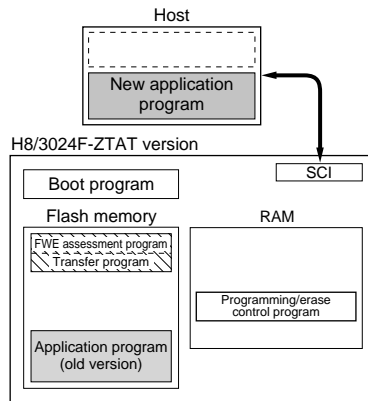 Host
New application
program
H8/3024F-ZTAT version
SCI
Boot program
Flash memory
RAM
FWE assessment program
Transfer program
Programming/erase
control program
Application program
(old version)